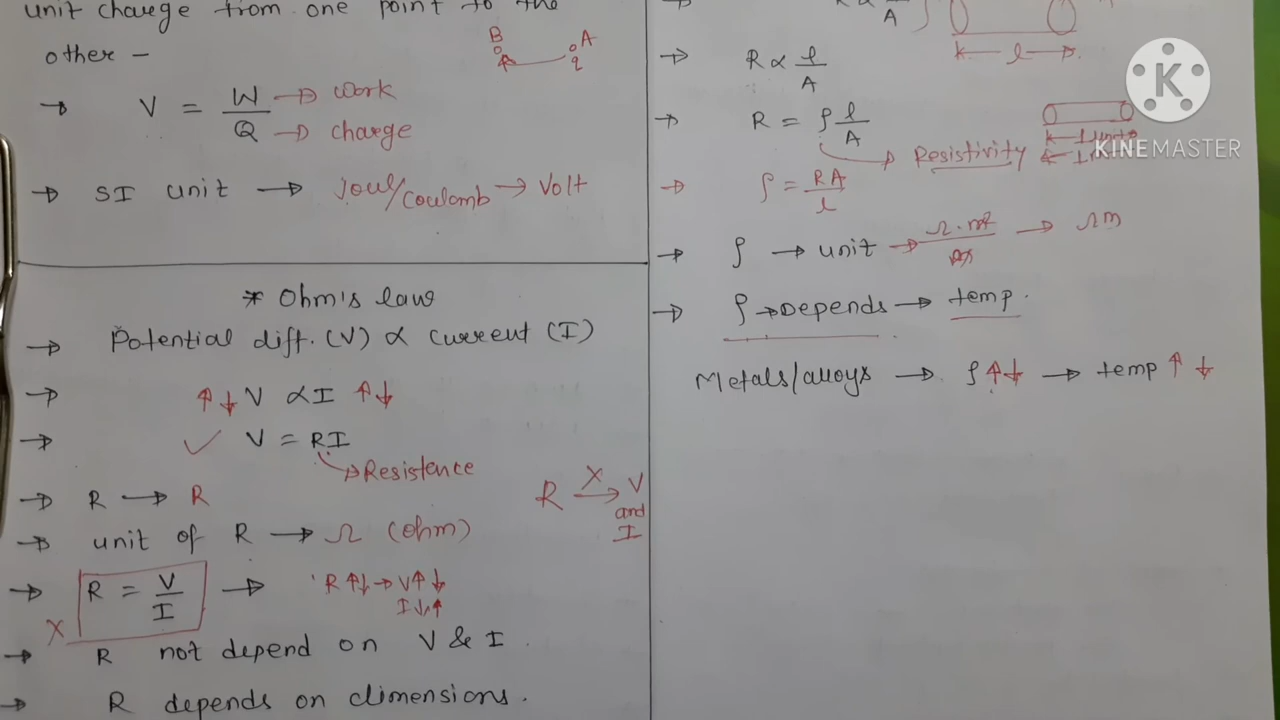 unit charge from one point to the
other –
B
A
q
→ V = W/Q → work
→ charge
→ SI unit → Joul/Coulomb → Volt
* Ohm's law
→ Potential diff. (V) ∝ current (I)
→ ↑↓ V ∝ I ↑↓
→ ✓ V = RI
→ Resistence
→ R → R
R X→ V
and
I
→ unit of R → Ω (ohm)
→ R = V/I → R↑↓ → V↑↓
I↓↑
X
→ R not depend on V & I.
→ R depends on dimensions.
→ R ∝ l/A
l
→ R = ρ l/A
→ Resistivity
→ ρ = RA/l
→ ρ → unit → Ω.m²/m → Ωm
→ ρ → Depends → temp.
Metals/alloys → ρ↑↓ → temp ↑↓
K
KINEMASTER